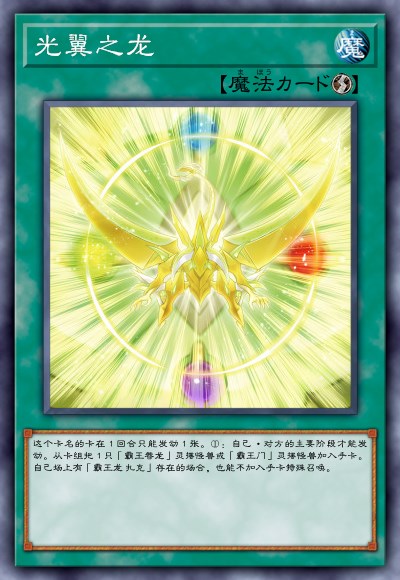 光翼之龙
魔
【魔法カード】
ま ほう
这个卡名的卡在1回合只能发动1张。①:自己·对方的主要阶段才能发
动。从卡组把1只「霸王眷龙」灵摆怪兽或「霸王门」灵摆怪兽加入手卡。
自己场上有「霸王龙 扎克」存在的场合,也能不加入手卡特殊召唤。